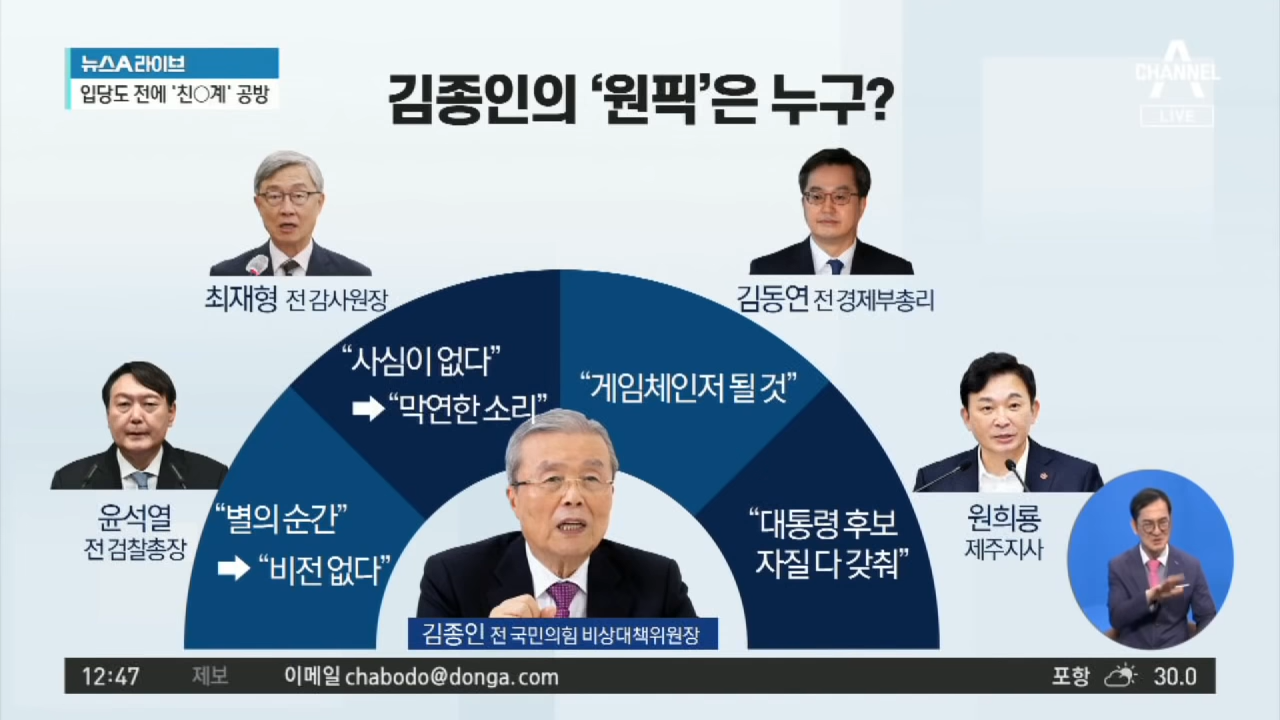 뉴스A 라이브
입당도 전에 '친○계' 공방
김종인의 ‘원픽’은 누구?
CHANNEL A
LIVE
최재형 전 감사원장
김동연 전 경제부총리
“사심이 없다”
➡ “막연한 소리”
“게임체인저 될 것”
윤석열
전 검찰총장
“별의 순간”
➡ “비전 없다”
“대통령 후보
자질 다 갖춰”
원희룡
제주지사
김종인 전 국민의힘 비상대책위원장
12:47 제보 이메일 chabodo@donga.com 포항 30.0